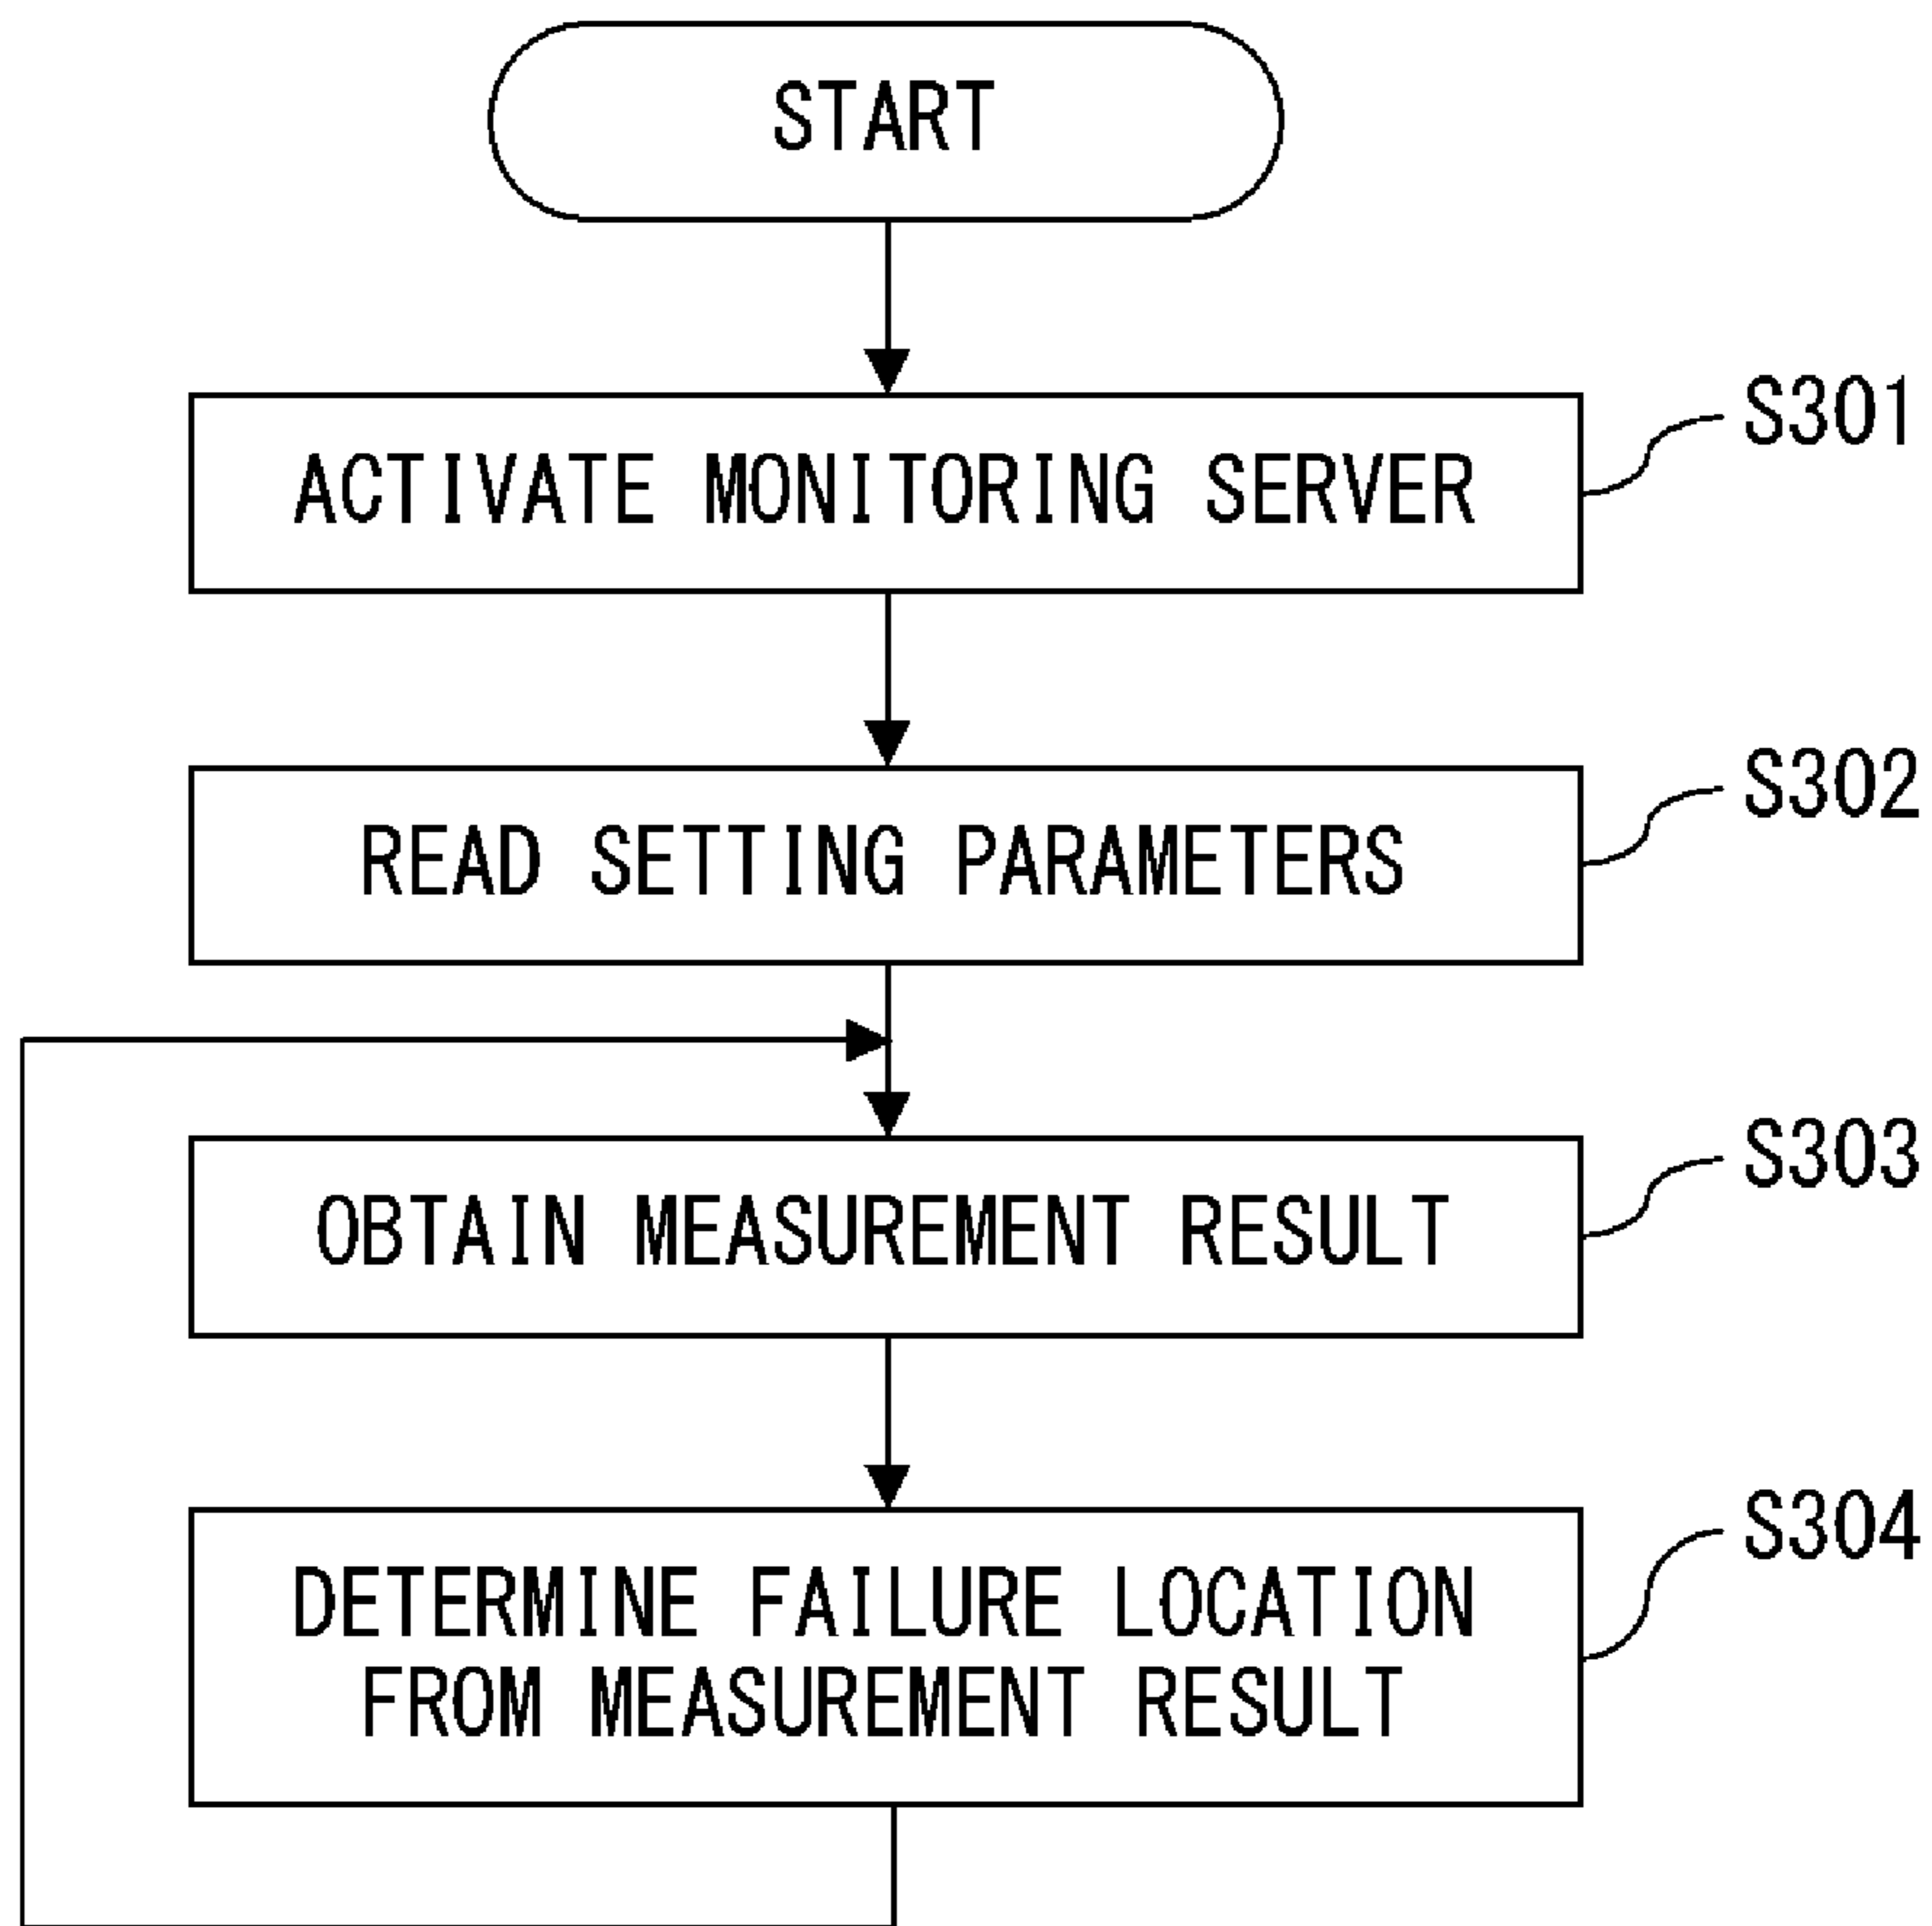 START
ACTIVATE MONITORING SERVER
S301
READ SETTING PARAMETERS
S302
OBTAIN MEASUREMENT RESULT
S303
DETERMINE FAILURE LOCATION
FROM MEASUREMENT RESULT
S304